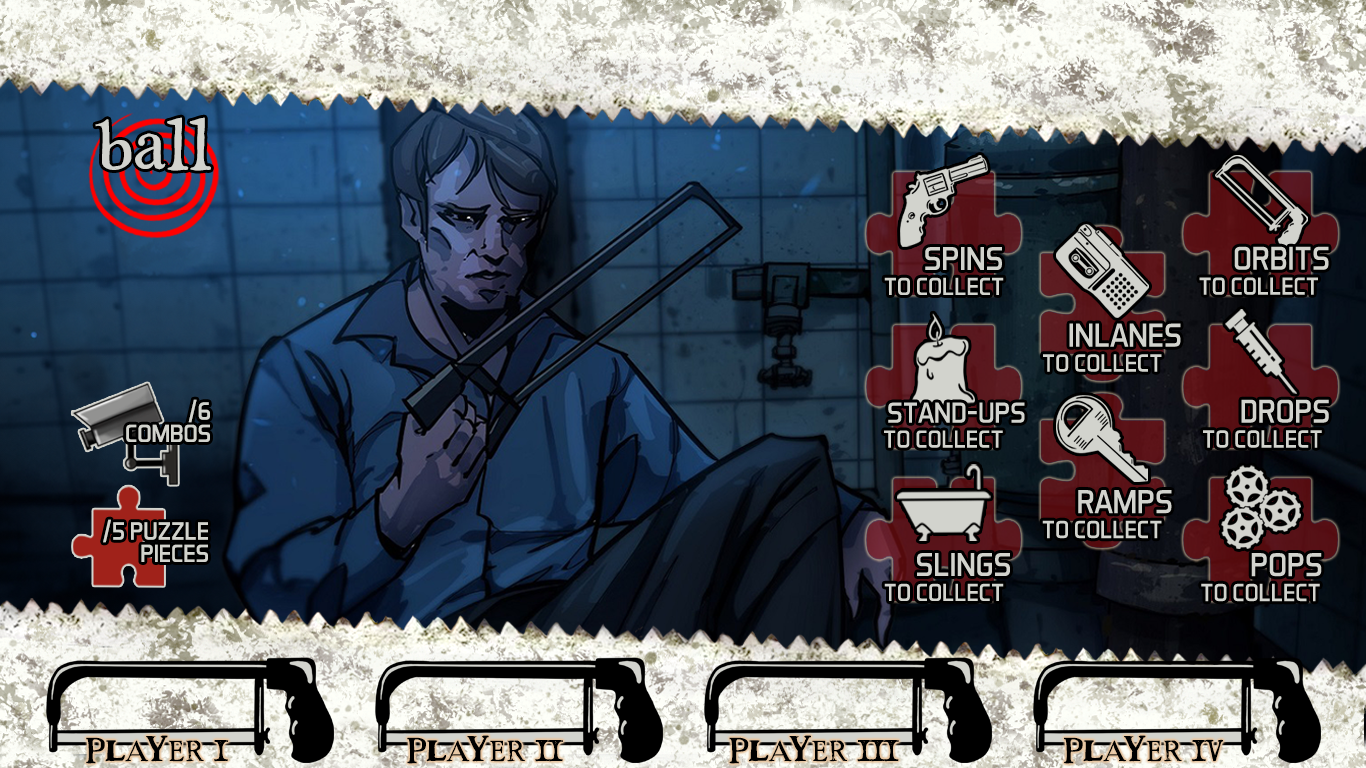 ball
/6
COMBOS
/5 PUZZLE
PIECES
SPINS
TO COLLECT
STAND-UPS
TO COLLECT
SLINGS
TO COLLECT
INLANES
TO COLLECT
RAMPS
TO COLLECT
ORBITS
TO COLLECT
DROPS
TO COLLECT
POPS
TO COLLECT
PLAYER I
PLAYER II
PLAYER III
PLAYER IV